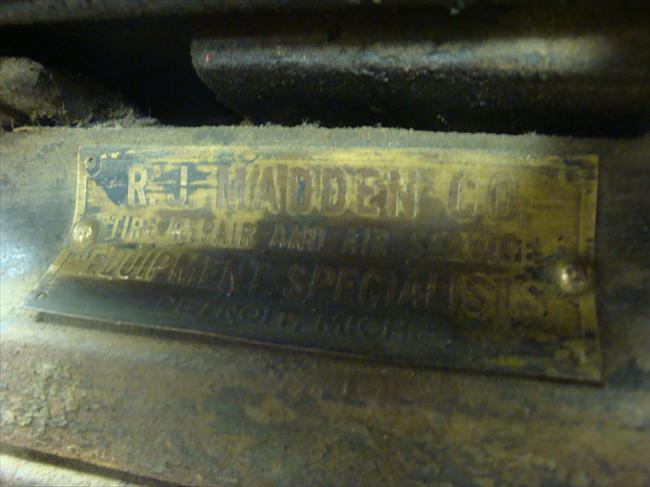 R. J. MADDEN CO
TIRE REPAIR AND AIR SERVICE
EQUIPMENT SPECIALISTS
DETROIT, MICH.